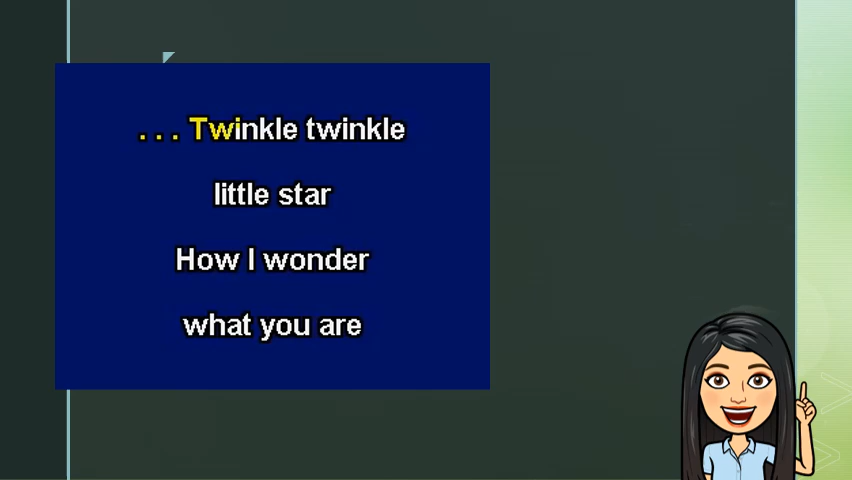 . . . Twinkle twinkle
little star
How I wonder
what you are